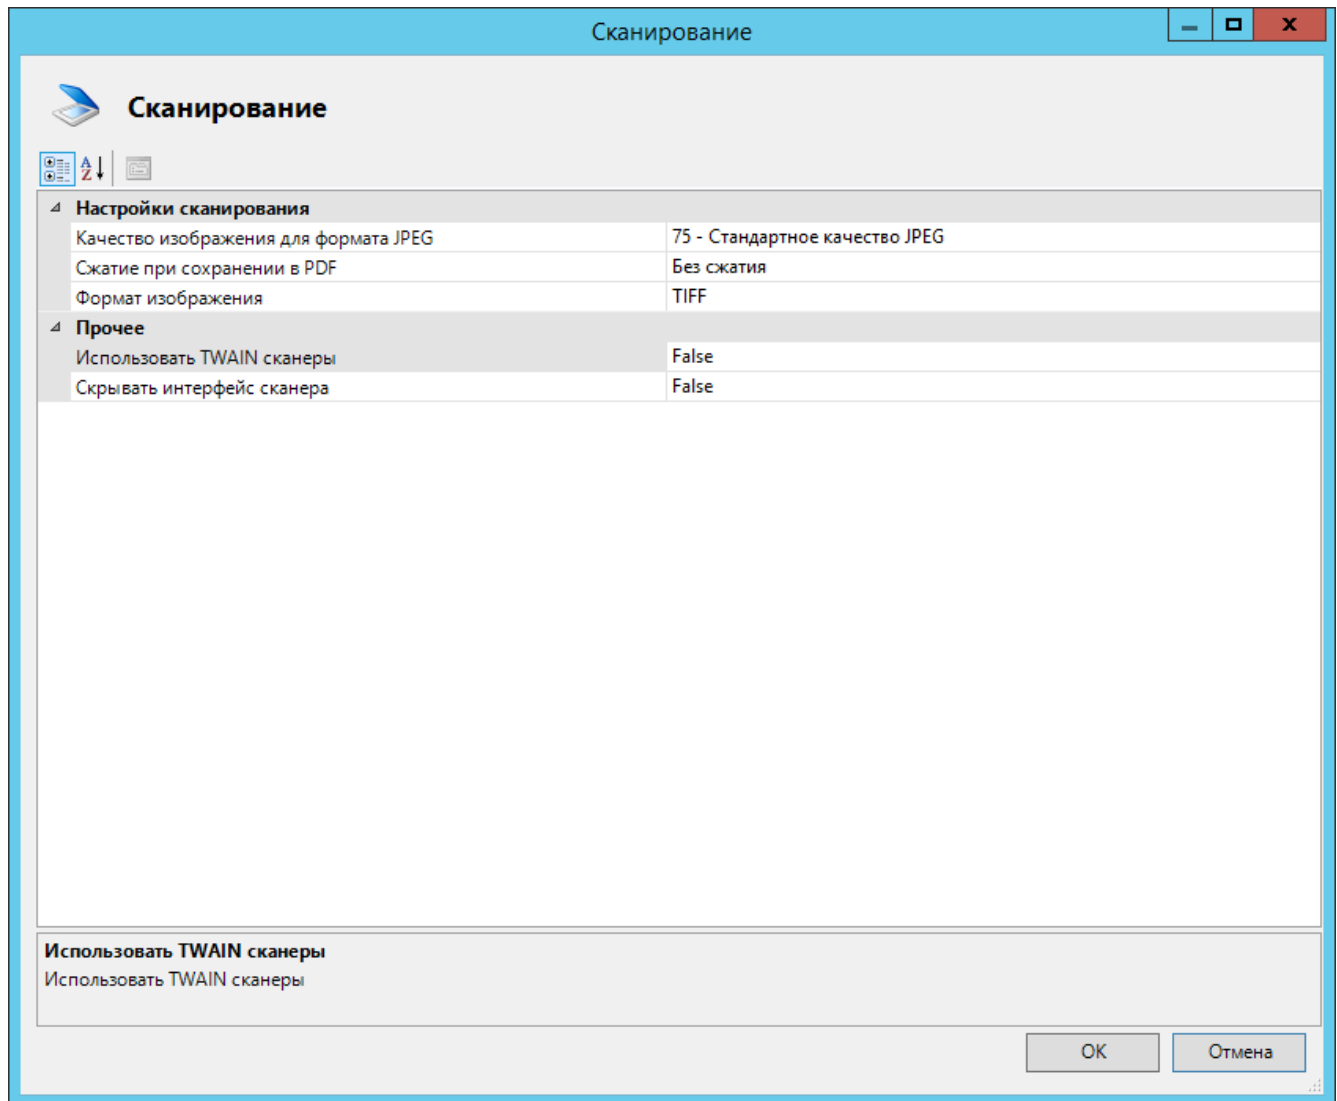 Сканирование
Сканирование
Настройки сканирования
Качество изображения для формата JPEG 75 - Стандартное качество JPEG
Сжатие при сохранении в PDF Без сжатия
Формат изображения TIFF
Прочее
Использовать TWAIN сканеры False
Скрывать интерфейс сканера False
Использовать TWAIN сканеры
Использовать TWAIN сканеры
OK Отмена